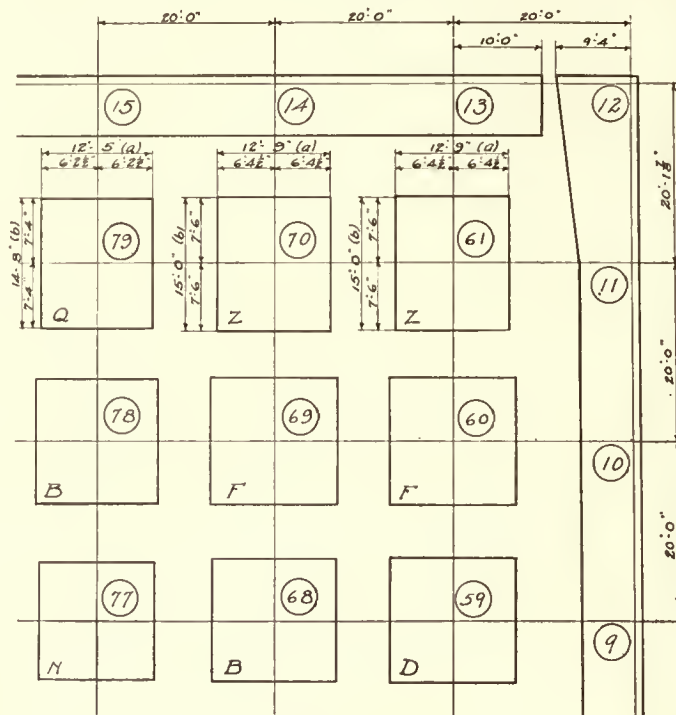 20'-0" 20'-0" 20'-0"
10'-0" 9'-4"
15 14 13 12
12'-5" (a) 12'-9" (a) 12'-9" (a)
6'-2½" 6'-2½" 6'-4½" 6'-4½" 6'-4½" 6'-4½"
20'-1⅞"
14'-8" (b) 7'-4" 7'-4" 15'-0" (b) 7'-6" 7'-6" 15'-0" (b) 7'-6" 7'-6"
79 70 61
11
Q Z Z
20'-0"
78 69 60
10
B F F
20'-0"
77 68 59
9
N B D